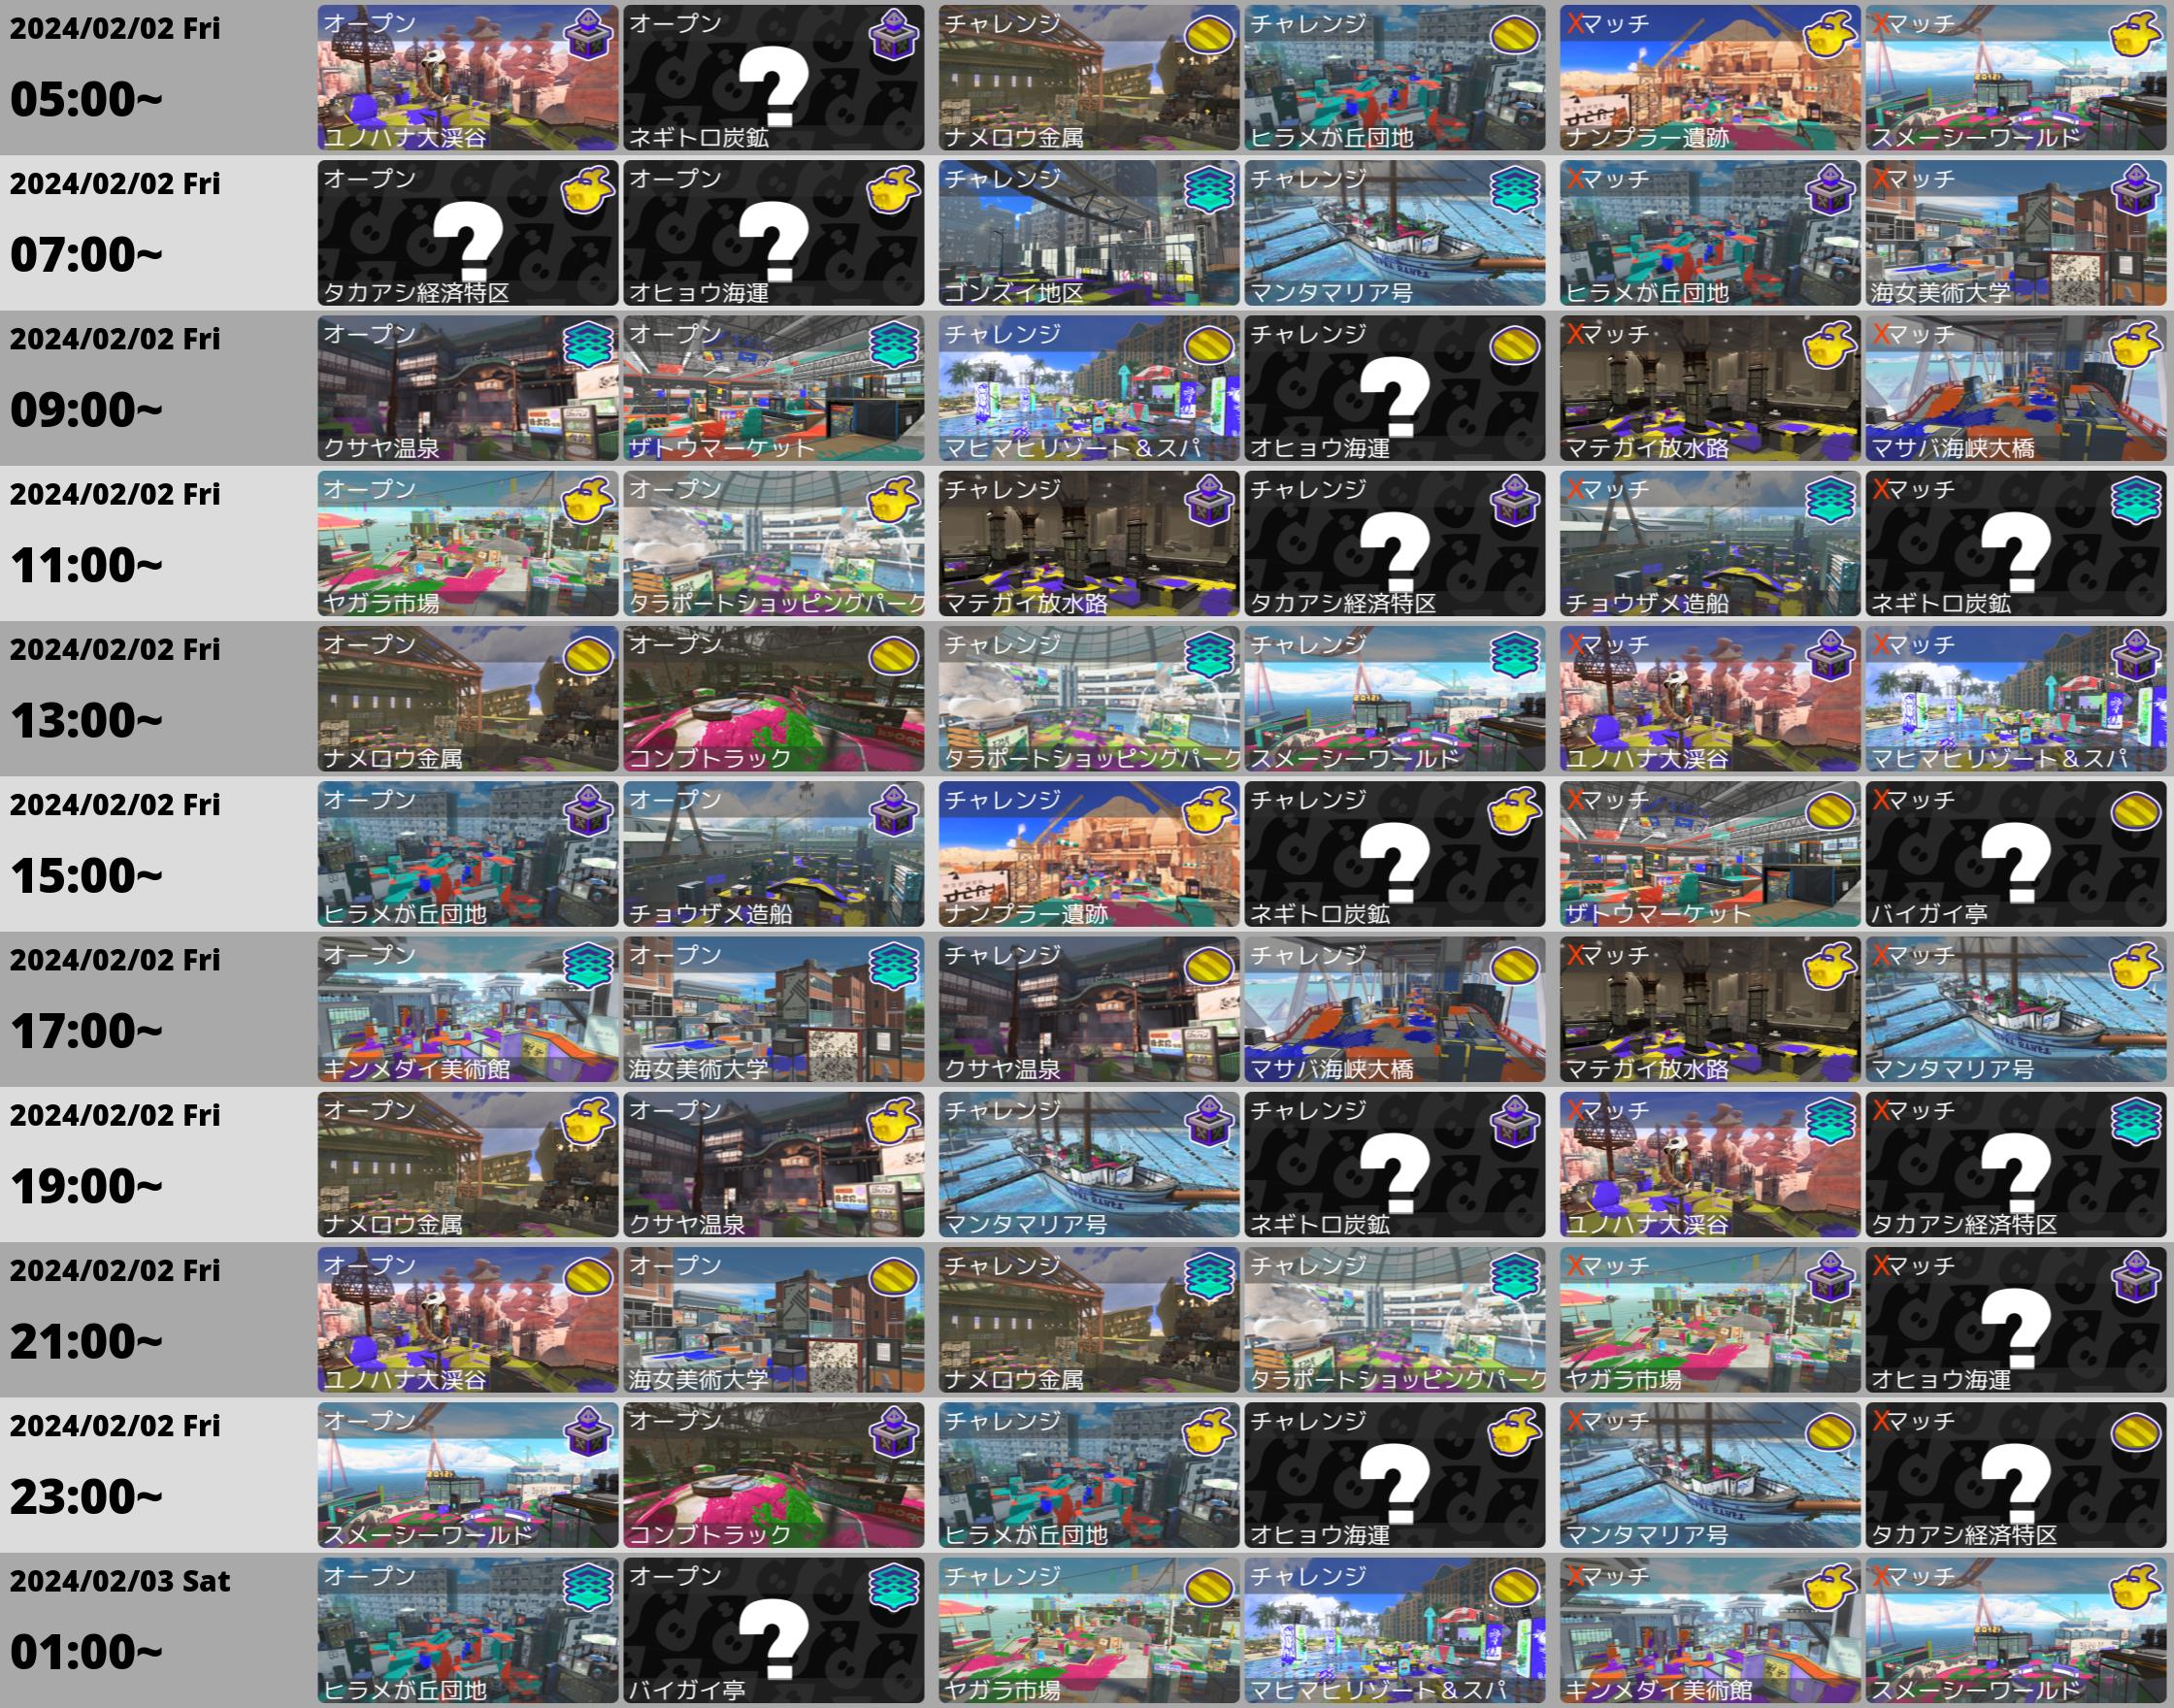 2024/02/02 Fri
05:00~
オープン
ユノハナ大渓谷
オープン
ネギトロ炭鉱
チャレンジ
ナメロウ金属
チャレンジ
ヒラメが丘団地
Xマッチ
ナンプラー遺跡
Xマッチ
スメーシーワールド
2024/02/02 Fri
07:00~
オープン
タカアシ経済特区
オープン
オヒョウ海運
チャレンジ
ゴンズイ地区
チャレンジ
マンタマリア号
Xマッチ
ヒラメが丘団地
Xマッチ
海女美術大学
2024/02/02 Fri
09:00~
オープン
クサヤ温泉
オープン
ザトウマーケット
チャレンジ
マヒマヒリゾート&スパ
チャレンジ
オヒョウ海運
Xマッチ
マテガイ放水路
Xマッチ
マサバ海峡大橋
2024/02/02 Fri
11:00~
オープン
ヤガラ市場
オープン
タラポートショッピングパーク
チャレンジ
マテガイ放水路
チャレンジ
タカアシ経済特区
Xマッチ
チョウザメ造船
Xマッチ
ネギトロ炭鉱
2024/02/02 Fri
13:00~
オープン
ナメロウ金属
オープン
コンブトラック
チャレンジ
タラポートショッピングパーク
チャレンジ
スメーシーワールド
Xマッチ
ユノハナ大渓谷
Xマッチ
マヒマヒリゾート&スパ
2024/02/02 Fri
15:00~
オープン
ヒラメが丘団地
オープン
チョウザメ造船
チャレンジ
ナンプラー遺跡
チャレンジ
ネギトロ炭鉱
Xマッチ
ザトウマーケット
Xマッチ
バイガイ亭
2024/02/02 Fri
17:00~
オープン
キンメダイ美術館
オープン
海女美術大学
チャレンジ
クサヤ温泉
チャレンジ
マサバ海峡大橋
Xマッチ
マテガイ放水路
Xマッチ
マンタマリア号
2024/02/02 Fri
19:00~
オープン
ナメロウ金属
オープン
クサヤ温泉
チャレンジ
マンタマリア号
チャレンジ
ネギトロ炭鉱
Xマッチ
ユノハナ大渓谷
Xマッチ
タカアシ経済特区
2024/02/02 Fri
21:00~
オープン
ユノハナ大渓谷
オープン
海女美術大学
チャレンジ
ナメロウ金属
チャレンジ
タラポートショッピングパーク
Xマッチ
ヤガラ市場
Xマッチ
オヒョウ海運
2024/02/02 Fri
23:00~
オープン
スメーシーワールド
オープン
コンブトラック
チャレンジ
ヒラメが丘団地
チャレンジ
オヒョウ海運
Xマッチ
マンタマリア号
Xマッチ
タカアシ経済特区
2024/02/03 Sat
01:00~
オープン
ヒラメが丘団地
オープン
バイガイ亭
チャレンジ
ヤガラ市場
チャレンジ
マヒマヒリゾート&スパ
Xマッチ
キンメダイ美術館
Xマッチ
スメーシーワールド